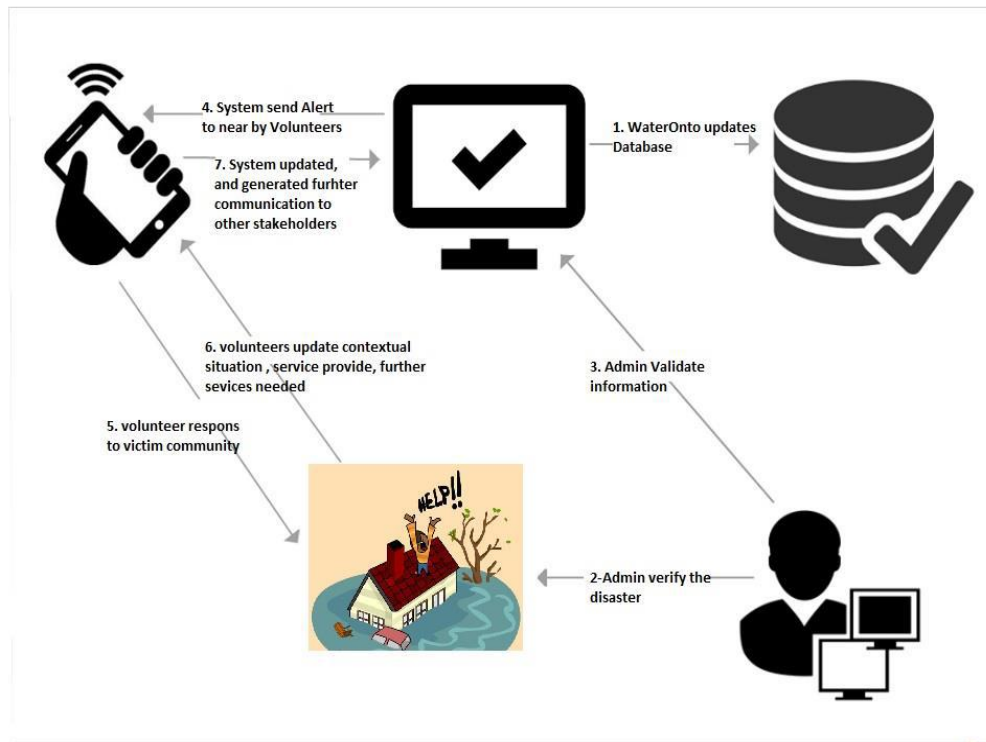 4. System send Alert
to near by Volunteers
1. WaterOnto updates
Database
7. System updated,
and generated furhter
communication to
other stakeholders
6. volunteers update contextual
situation , service provide, further
sevices needed
3. Admin Validate
information
5. volunteer respons
to victim community
HELP!!
2-Admin verify the
disaster